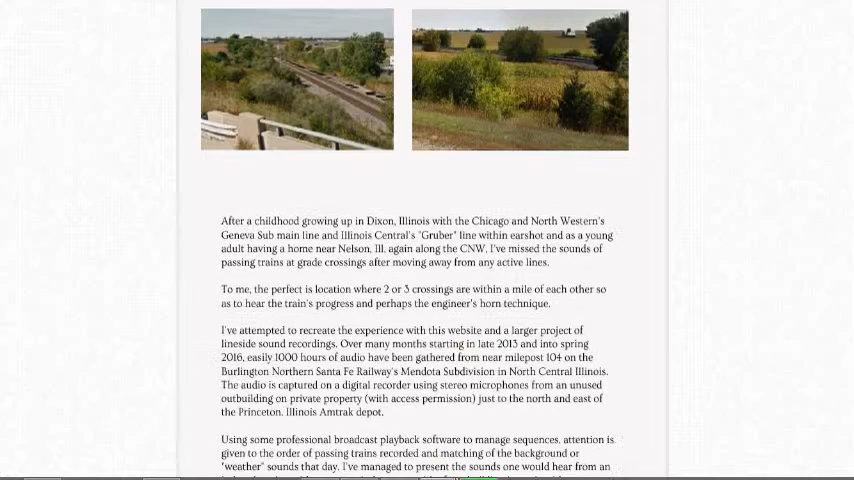 After a childhood growing up in Dixon, Illinois with the Chicago and North Western's
Geneva Sub main line and Illinois Central's "Gruber" line within earshot and as a young
adult having a home near Nelson, Ill. again along the CNW, I've missed the sounds of
passing trains at grade crossings after moving away from any active lines.
To me, the perfect is location where 2 or 3 crossings are within a mile of each other so
as to hear the train's progress and perhaps the engineer's horn technique.
I've attempted to recreate the experience with this website and a larger project of
lineside sound recordings. Over many months starting in late 2013 and into spring
2016, easily 1000 hours of audio have been gathered from near milepost 104 on the
Burlington Northern Santa Fe Railway's Mendota Subdivision in North Central Illinois.
The audio is captured on a digital recorder using stereo microphones from an unused
outbuilding on private property (with access permission) just to the north and east of
the Princeton, Illinois Amtrak depot.
Using some professional broadcast playback software to manage sequences, attention is
given to the order of passing trains recorded and matching of the background or
"weather" sounds that day. I've managed to present the sounds one would hear from an